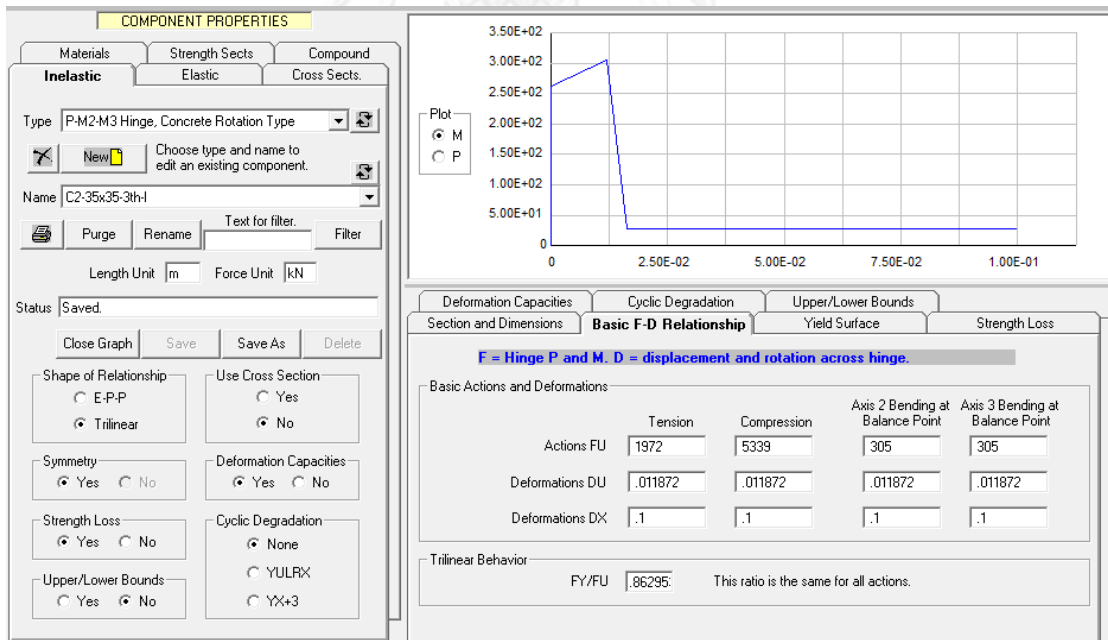 COMPONENT PROPERTIES
Materials Strength Sects Compound
Inelastic Elastic Cross Sects.
Type P-M2-M3 Hinge, Concrete Rotation Type
New Choose type and name to
edit an existing component.
Name C2-35x35-3th-I
Text for filter.
Purge Rename Filter
Length Unit m Force Unit kN
Status Saved.
Close Graph Save Save As Delete
Shape of Relationship
E-P-P
Trilinear
Use Cross Section
Yes
No
Symmetry
Yes No
Deformation Capacities
Yes No
Strength Loss
Yes No
Cyclic Degradation
None
YULRX
YX+3
Upper/Lower Bounds
Yes No
Plot
M
P
3.50E+02
3.00E+02
2.50E+02
2.00E+02
1.50E+02
1.00E+02
5.00E+01
0
0 2.50E-02 5.00E-02 7.50E-02 1.00E-01
Deformation Capacities Cyclic Degradation Upper/Lower Bounds
Section and Dimensions Basic F-D Relationship Yield Surface Strength Loss
F = Hinge P and M. D = displacement and rotation across hinge.
Basic Actions and Deformations
Tension Compression Axis 2 Bending at Balance Point Axis 3 Bending at Balance Point
Actions FU 1972 5339 305 305
Deformations DU .011872 .011872 .011872 .011872
Deformations DX .1 .1 .1 .1
Trilinear Behavior
FY/FU .86295 This ratio is the same for all actions.